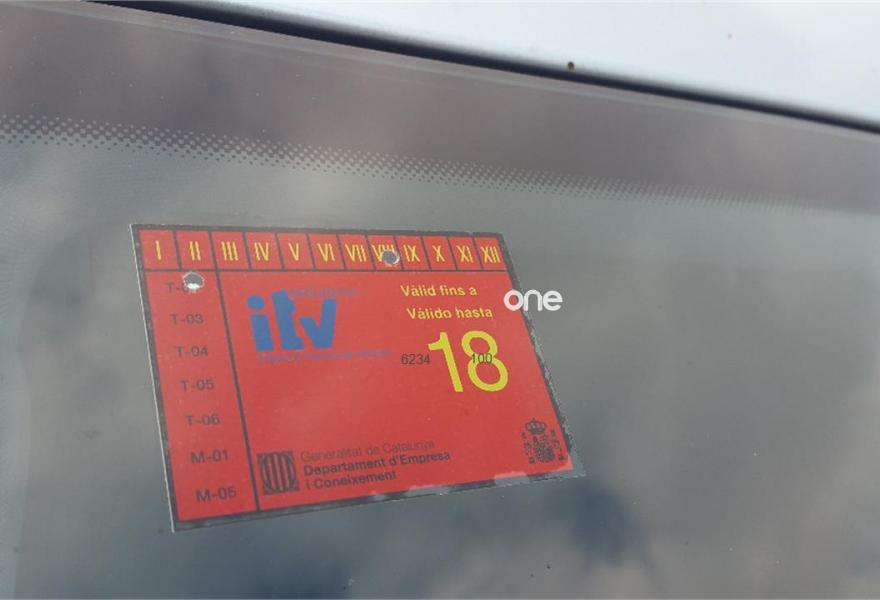 I II III IV V VI VII VIII IX X XI XII
Vàlid fins a
Válido hasta
one
itv
6234 18 100
T-03
T-04
T-05
T-06
M-01
M-05
Generalitat de Catalunya
Departament d'Empresa
i Coneixement